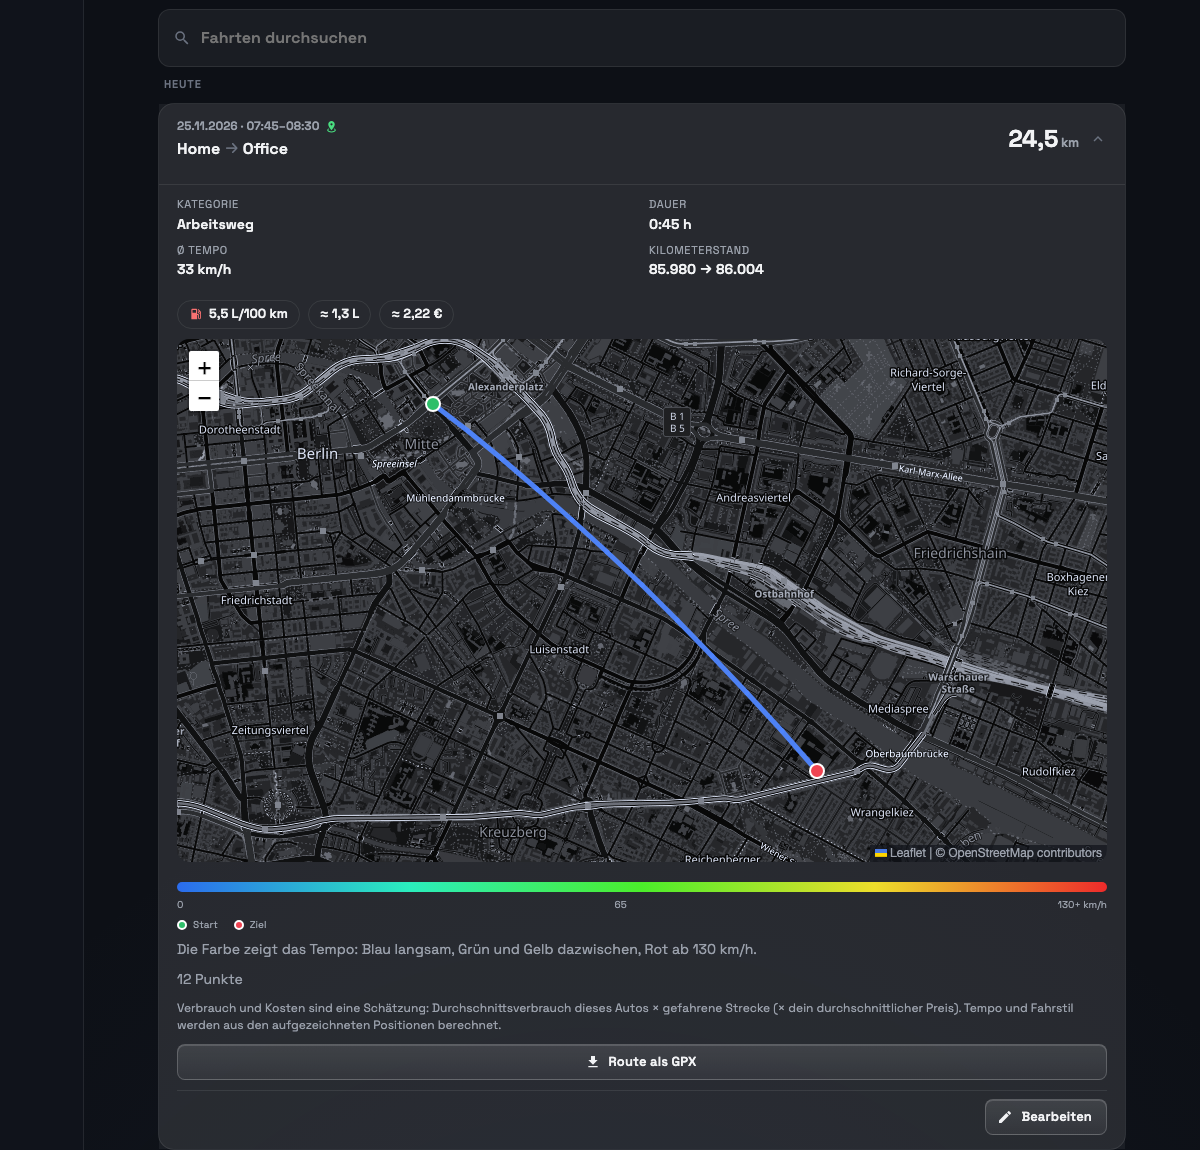 Fahrten durchsuchen
HEUTE
25.11.2026 · 07:45–08:30
Home → Office
24,5 km
KATEGORIE
Arbeitsweg
DAUER
0:45 h
Ø TEMPO
33 km/h
KILOMETERSTAND
85.980 → 86.004
5,5 L/100 km
≈ 1,3 L
≈ 2,22 €
+
−
Spree
Alexanderplatz
Richard-Sorge-
Viertel
Eld
B 1
B 5
Dorotheenstadt
Mitte
Berlin
Spreeinsel
Sa
Karl-Marx-Allee
Mühlendammbrücke
Andreasviertel
Friedrichshain
Boxhagener
Kiez
Friedrichstadt
Ostbahnhof
Spree
Luisenstadt
Warschauer
Straße
Mediaspree
Zeitungsviertel
Oberbaumbrücke
Rudolfkiez
Wrangelkiez
Kreuzberg
Reichenberger
Wiener S
Leaflet | © OpenStreetMap contributors
0
65
130+ km/h
Start
Ziel
Die Farbe zeigt das Tempo: Blau langsam, Grün und Gelb dazwischen, Rot ab 130 km/h.
12 Punkte
Verbrauch und Kosten sind eine Schätzung: Durchschnittsverbrauch dieses Autos × gefahrene Strecke (× dein durchschnittlicher Preis). Tempo und Fahrstil
werden aus den aufgezeichneten Positionen berechnet.
Route als GPX
Bearbeiten